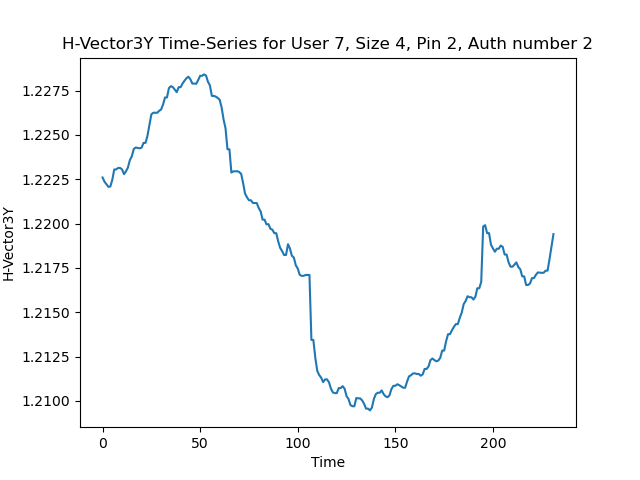 H-Vector3Y Time-Series for User 7, Size 4, Pin 2, Auth number 2
1.2275
1.2250
1.2225
1.2200
1.2175
1.2150
1.2125
1.2100
H-Vector3Y
0 50 100 150 200
Time